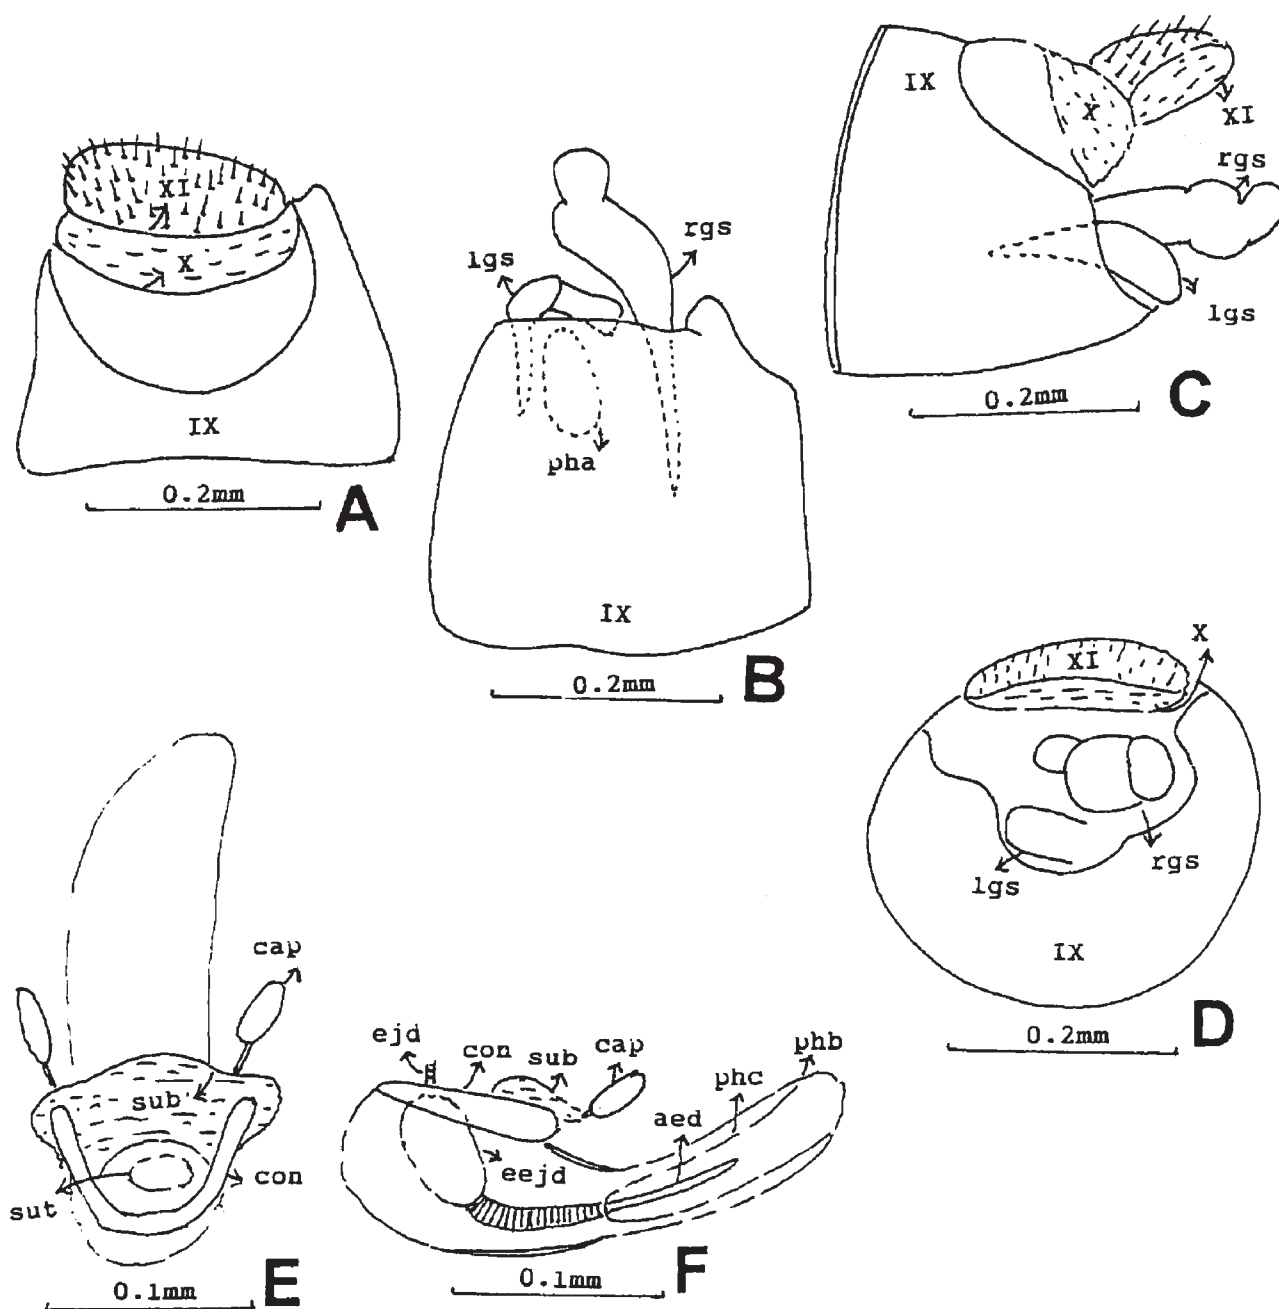 XI
X
IX
0.2mm
A
lgs
rgs
pha
IX
0.2mm
B
IX
X
XI
rgs
lgs
0.2mm
C
X
XI
lgs
rgs
IX
0.2mm
D
cap
sub
sut
con
0.1mm
E
ejd
con
sub
cap
phb
phc
aed
eejd
0.1mm
F